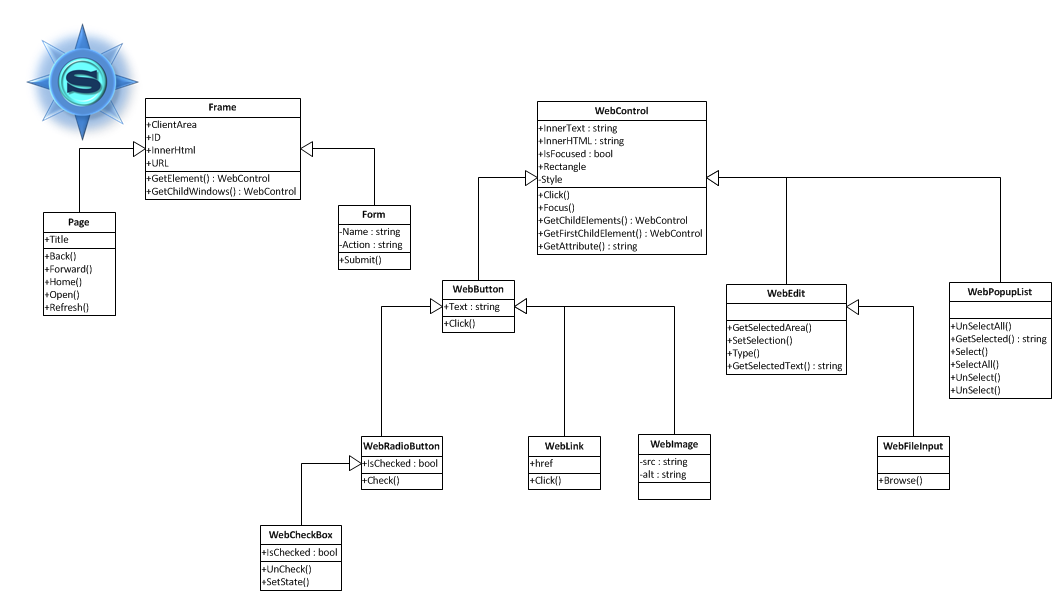 S
Frame
+ClientArea
+ID
+InnerHtml
+URL
+GetElement() : WebControl
+GetChildWindows() : WebControl
WebControl
+InnerText : string
+InnerHTML : string
+IsFocused : bool
+Rectangle
-Style
+Click()
+Focus()
+GetChildElements() : WebControl
+GetFirstChildElement() : WebControl
+GetAttribute() : string
Page
+Title
+Back()
+Forward()
+Home()
+Open()
+Refresh()
Form
-Name : string
-Action : string
+Submit()
WebButton
+Text : string
+Click()
WebEdit
+GetSelectedArea()
+SetSelection()
+Type()
+GetSelectedText() : string
WebPopupList
+UnSelectAll()
+GetSelected() : string
+Select()
+SelectAll()
+UnSelect()
+UnSelect()
WebRadioButton
+IsChecked : bool
+Check()
WebLink
+href
+Click()
WebImage
-src : string
-alt : string
WebFileInput
+Browse()
WebCheckBox
+IsChecked : bool
+UnCheck()
+SetState()